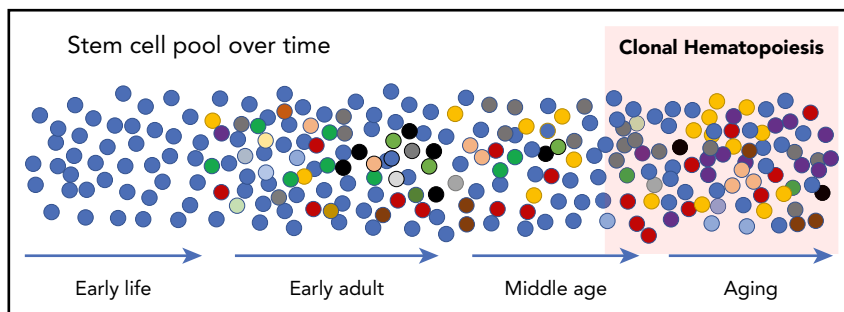 Stem cell pool over time
Clonal Hematopoiesis
Early life
Early adult
Middle age
Aging